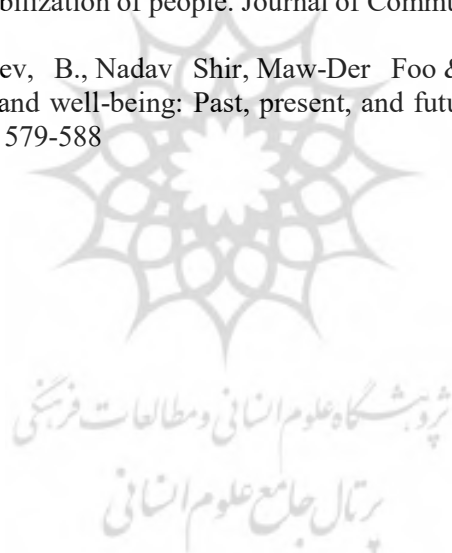 bilization of people. Journal of Commu
ev, B., Nadav Shir, Maw-Der Foo &
and well-being: Past, present, and futu
579-588
پژوهشگاه علوم انسانی و مطالعات فرهنگی
پرتال جامع علوم انسانی